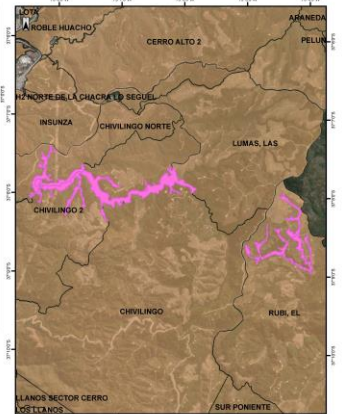 LOTA
ROBLE HUACHO
ARANEDA
CERRO ALTO 2
PELUN
H2 NORTE DE LA CHACRA LO SEGUEL
INSUNZA
CHIVILINGO NORTE
LUMAS, LAS
CHIVILINGO 2
CHIVILINGO
RUBI, EL
LLANOS SECTOR CERRO
LOS LLANOS
SUR PONIENTE